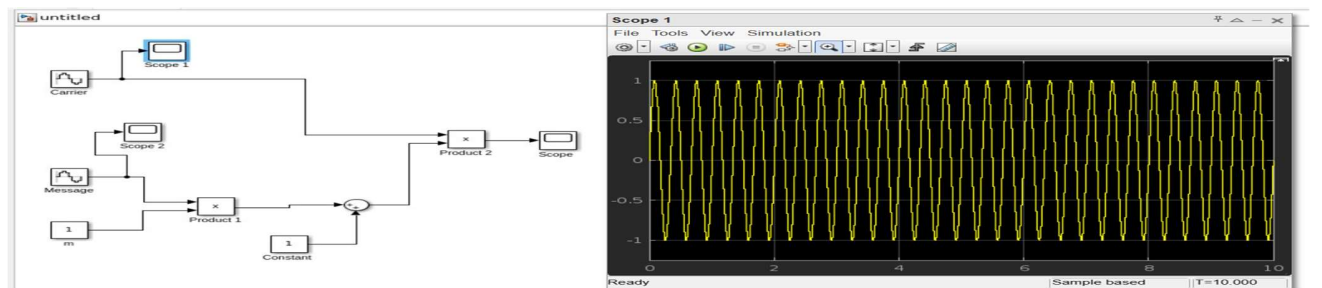 untitled
Scope 1
Carrier
Scope 2
Message
×
Product 1
1
m
1
Constant
×
Product 2
Scope
Scope 1
File Tools View Simulation
1
0.5
0
-0.5
-1
0 2 4 6 8 10
Ready Sample based T=10.000